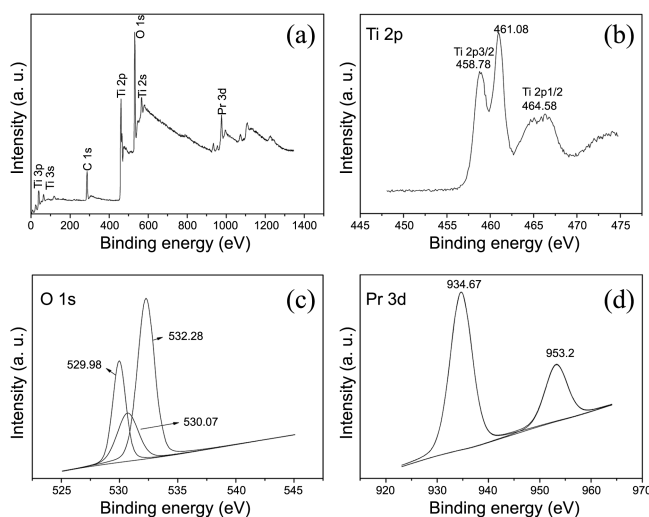 (a)
O 1s
Ti 2p
Ti 2s
Pr 3d
C 1s
Ti 3p
Ti 3s
Intensity (a. u.)
0 200 400 600 800 1000 1200 1400
Binding energy (eV)
Ti 2p
461.08
(b)
Ti 2p3/2
458.78
Ti 2p1/2
464.58
Intensity (a. u.)
445 450 455 460 465 470 475
Binding energy (eV)
O 1s
(c)
532.28
529.98
530.07
Intensity (a. u.)
525 530 535 540 545
Binding energy (eV)
Pr 3d
934.67
(d)
953.2
Intensity (a. u.)
920 930 940 950 960 970
Binding energy (eV)